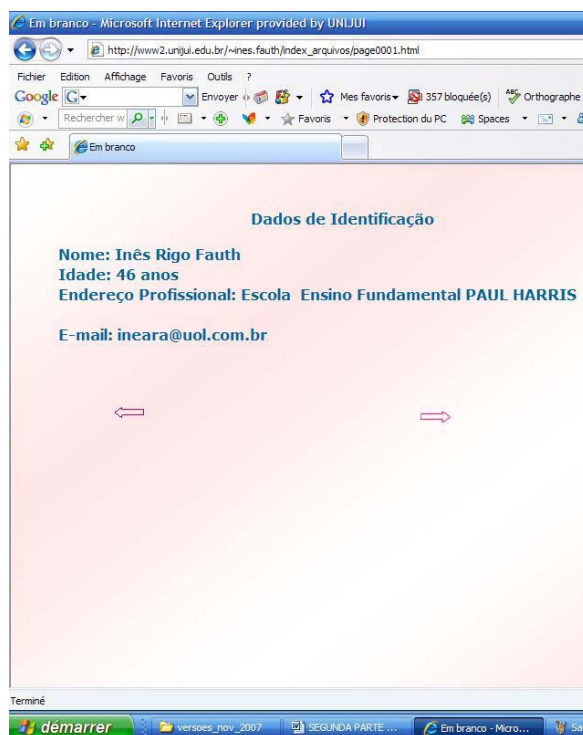 Em branco - Microsoft Internet Explorer provided by UNIJUI
http://www2.unijui.edu.br/~ines.fauth/index_arquivos/page0001.html
Fichier Edition Affichage Favoris Outils ?
Google G Envoyer Mes favoris 357 bloquée(s) ABC Orthographe
Rechercher w Favoris Protection du PC Spaces
Em branco
Dados de Identificação
Nome: Inês Rigo Fauth
Idade: 46 anos
Endereço Profissional: Escola Ensino Fundamental PAUL HARRIS
E-mail: ineara@uol.com.br
Terminé
démarrer versoes_nov_2007 SEGUNDA PARTE ... Em branco - Micro... Sa